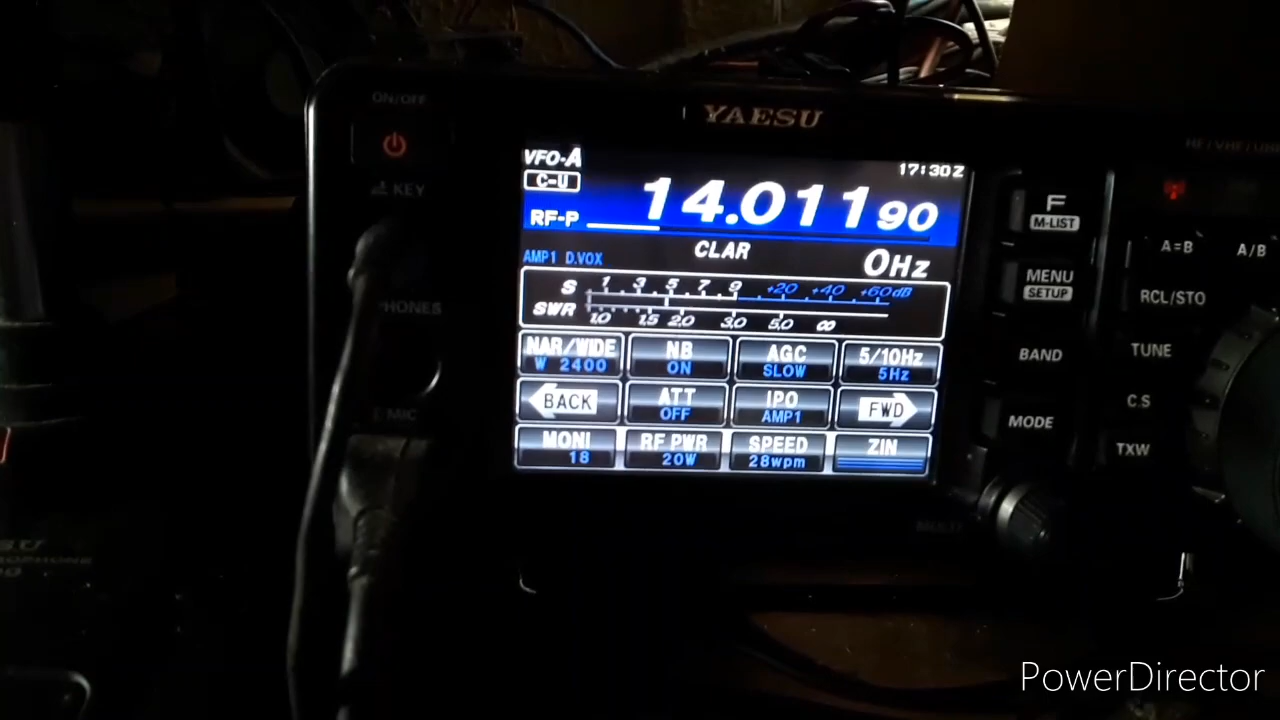 ON/OFF
YAESU
VFO-A
17:30Z
KEY
C-U
14.011 90
F
M-LIST
RF-P
A=B
A/B
CLAR
0Hz
AMP1 D.VOX
MENU
SETUP
S 1 3 5 7 9 +20 +40 +60dB
RCL/STO
SWR 1.0 1.5 2.0 3.0 5.0 ∞
NAR/WIDE NB AGC 5/10Hz
W 2400 ON SLOW 5Hz
BAND
TUNE
BACK ATT IPO FWD
OFF AMP1
C.S
MIC
MODE
MONI RF PWR SPEED ZIN
18 20W 28wpm
TXW
PowerDirector